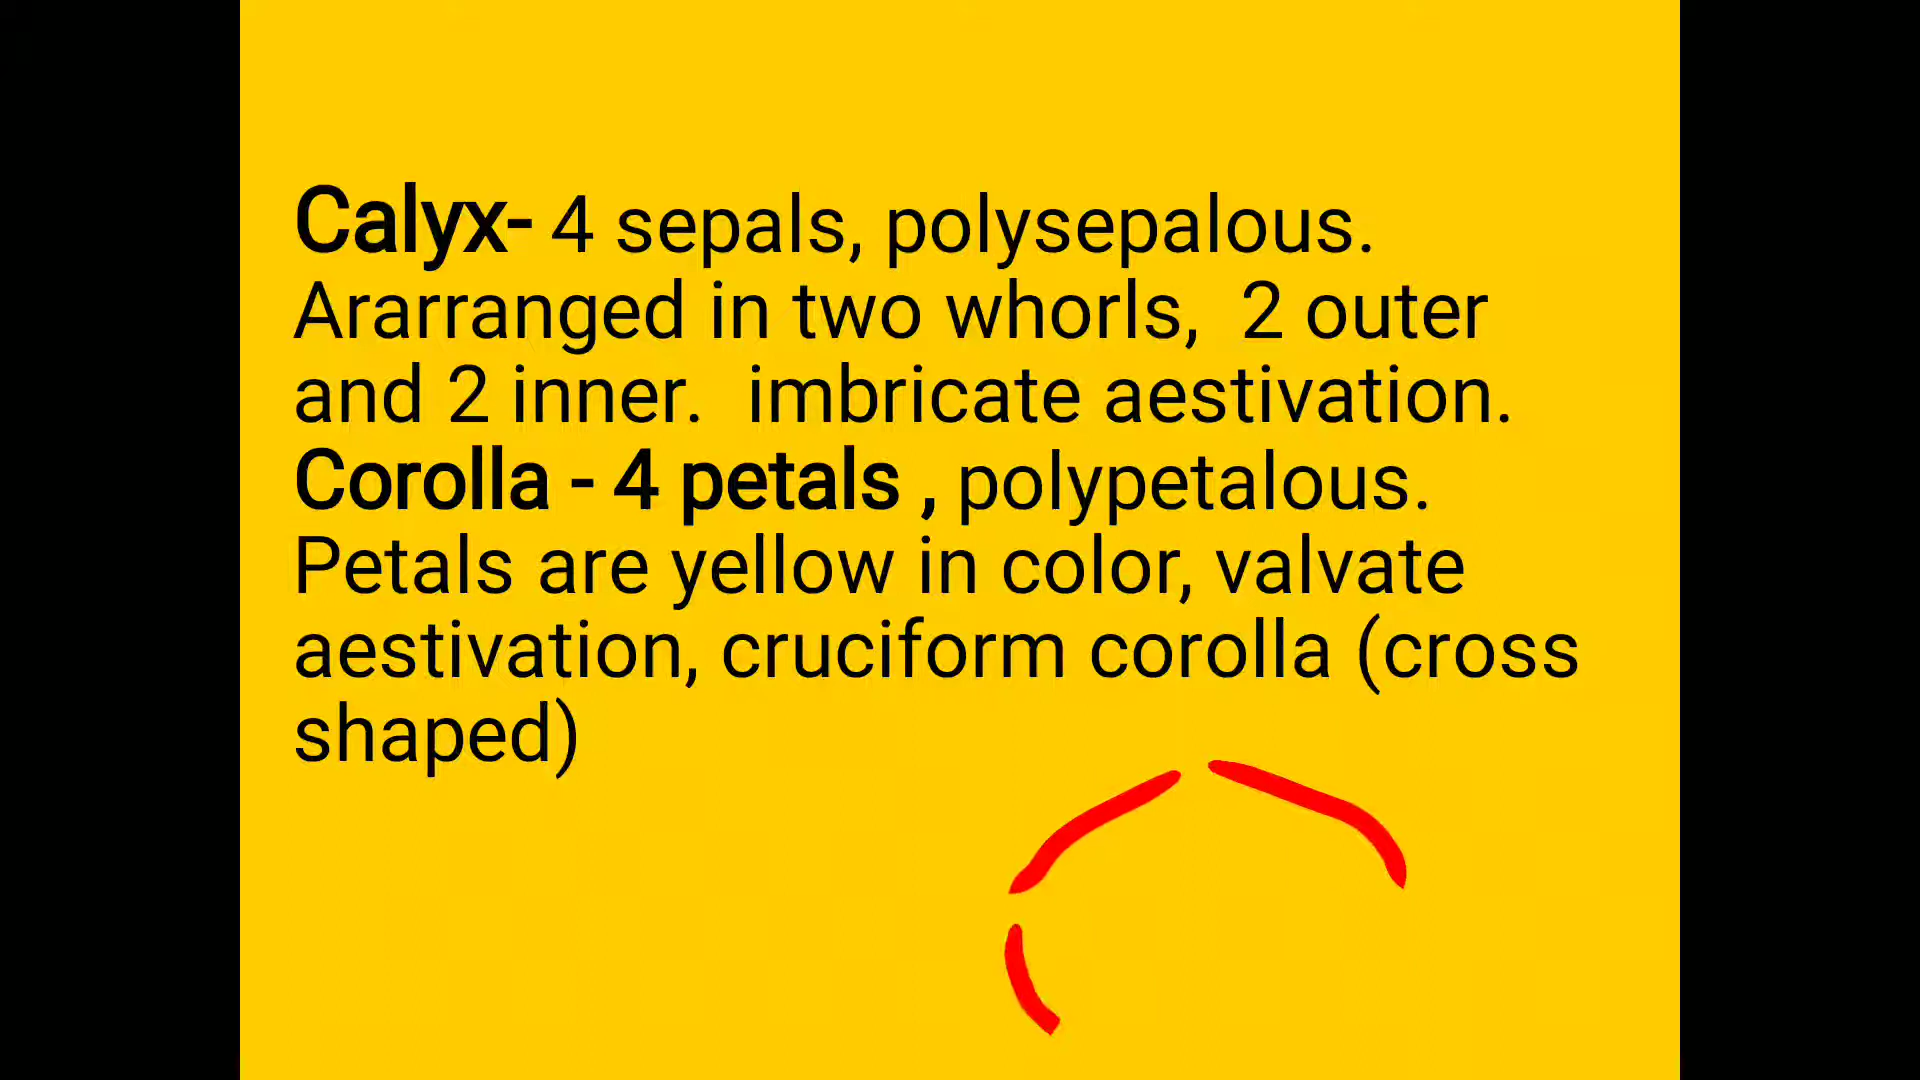 Calyx- 4 sepals, polysepalous.
Ararranged in two whorls,  2 outer
and 2 inner.  imbricate aestivation.
Corolla - 4 petals , polypetalous.
Petals are yellow in color, valvate
aestivation, cruciform corolla (cross
shaped)